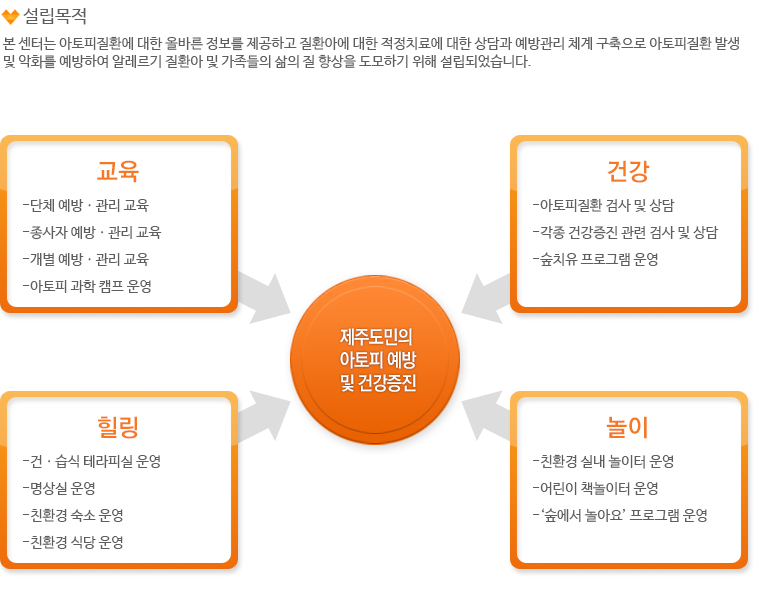 설립목적
본 센터는 아토피질환에 대한 올바른 정보를 제공하고 질환아에 대한 적정치료에 대한 상담과 예방관리 체계 구축으로 아토피질환 발생
및 악화를 예방하여 알레르기 질환아 및 가족들의 삶의 질 향상을 도모하기 위해 설립되었습니다.
교육
-단체 예방 · 관리 교육
-종사자 예방 · 관리 교육
-개별 예방 · 관리 교육
-아토피 과학 캠프 운영
건강
-아토피질환 검사 및 상담
-각종 건강증진 관련 검사 및 상담
-숲치유 프로그램 운영
제주도민의
아토피 예방
및 건강증진
힐링
-건 · 습식 테라피실 운영
-명상실 운영
-친환경 숙소 운영
-친환경 식당 운영
놀이
-친환경 실내 놀이터 운영
-어린이 책놀이터 운영
-‘숲에서 놀아요’ 프로그램 운영